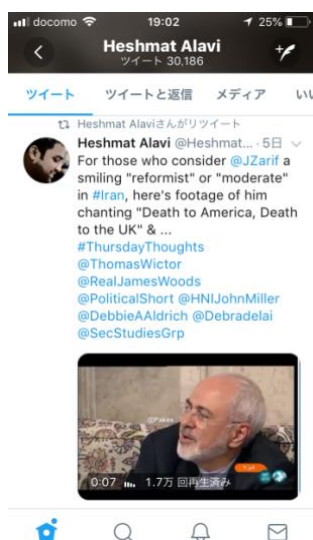 docomo 19:02 25%
Heshmat Alavi
ツイート 30,186
ツイート ツイートと返信 メディア いい
Heshmat Alaviさんがリツイート
Heshmat Alavi @Heshmat... · 5日
For those who consider @JZarif a
smiling "reformist" or "moderate"
in #Iran, here's footage of him
chanting "Death to America, Death
to the UK" & ...
#ThursdayThoughts
@ThomasWictor
@RealJamesWoods
@PoliticalShort @HNIJohnMiller
@DebbieAAldrich @Debradelai
@SecStudiesGrp
0:07 1.7万 回再生済み